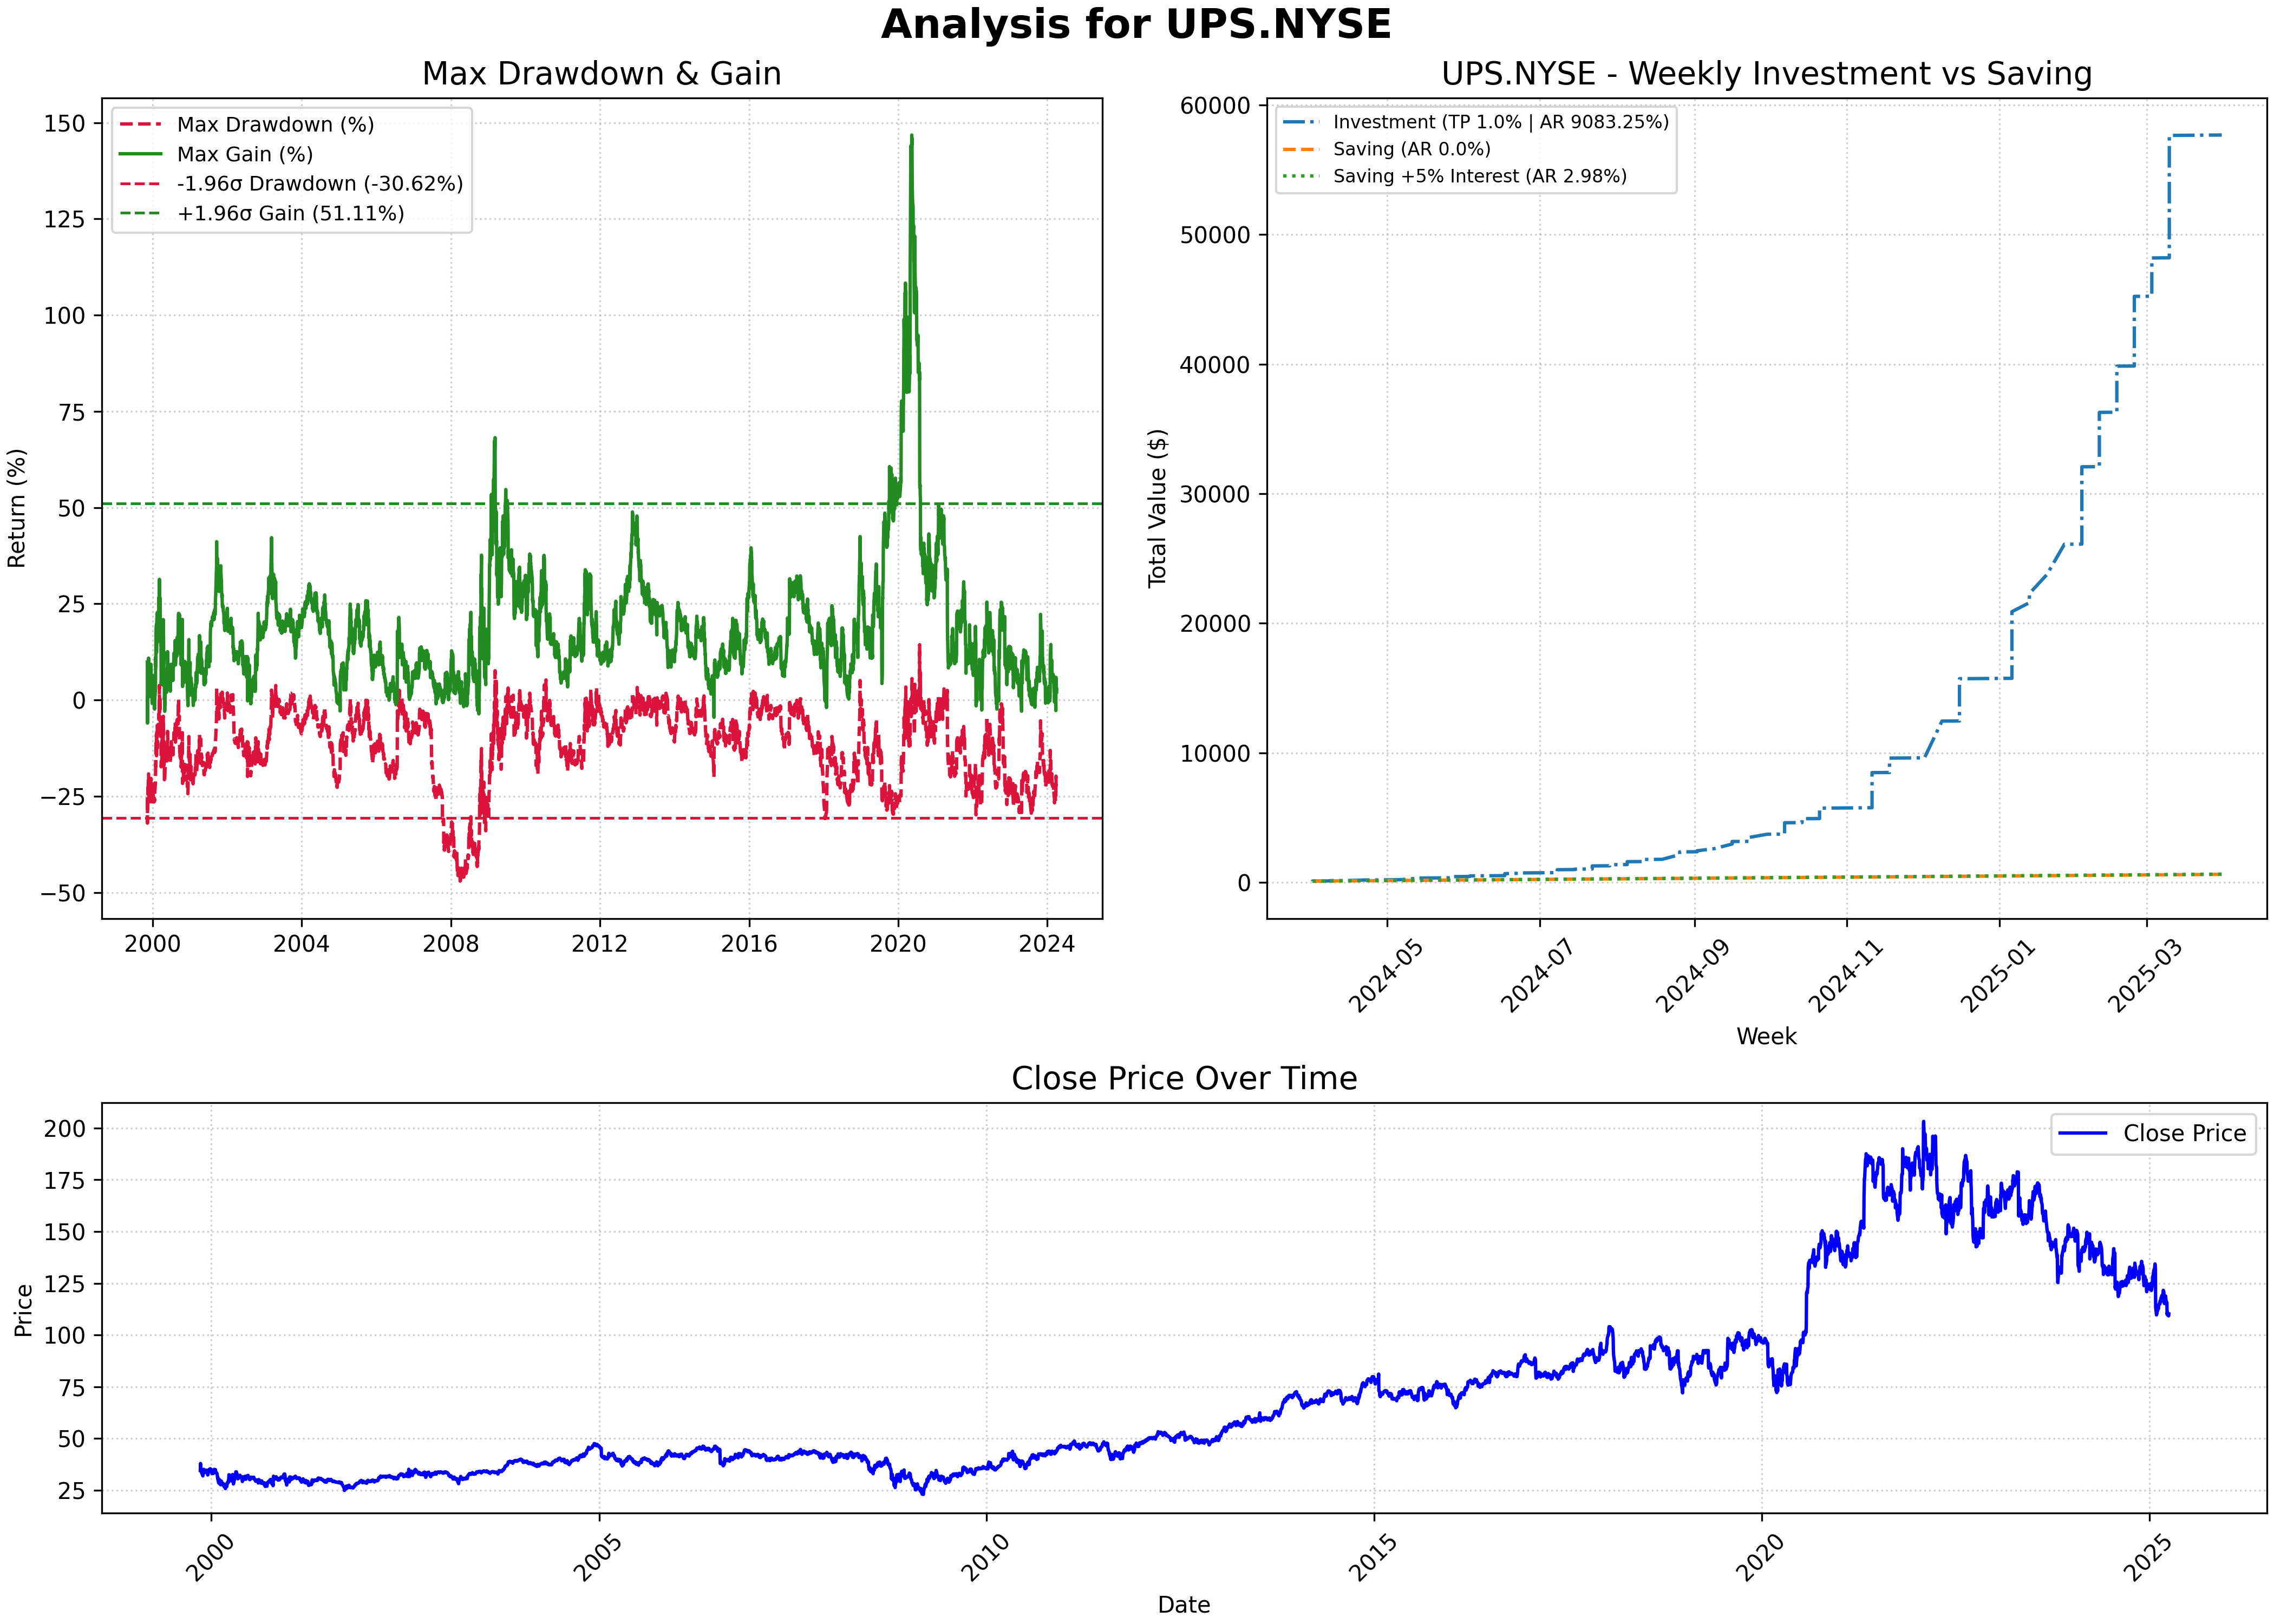 Analysis for UPS.NYSE
Max Drawdown & Gain
Return (%)
150
125
100
75
50
25
0
−25
−50
Max Drawdown (%)
Max Gain (%)
-1.96σ Drawdown (-30.62%)
+1.96σ Gain (51.11%)
2000 2004 2008 2012 2016 2020 2024
UPS.NYSE - Weekly Investment vs Saving
Total Value ($)
60000
50000
40000
30000
20000
10000
0
Investment (TP 1.0% | AR 9083.25%)
Saving (AR 0.0%)
Saving +5% Interest (AR 2.98%)
2024-05 2024-07 2024-09 2024-11 2025-01 2025-03
Week
Close Price Over Time
Price
200
175
150
125
100
75
50
25
Close Price
2000 2005 2010 2015 2020 2025
Date